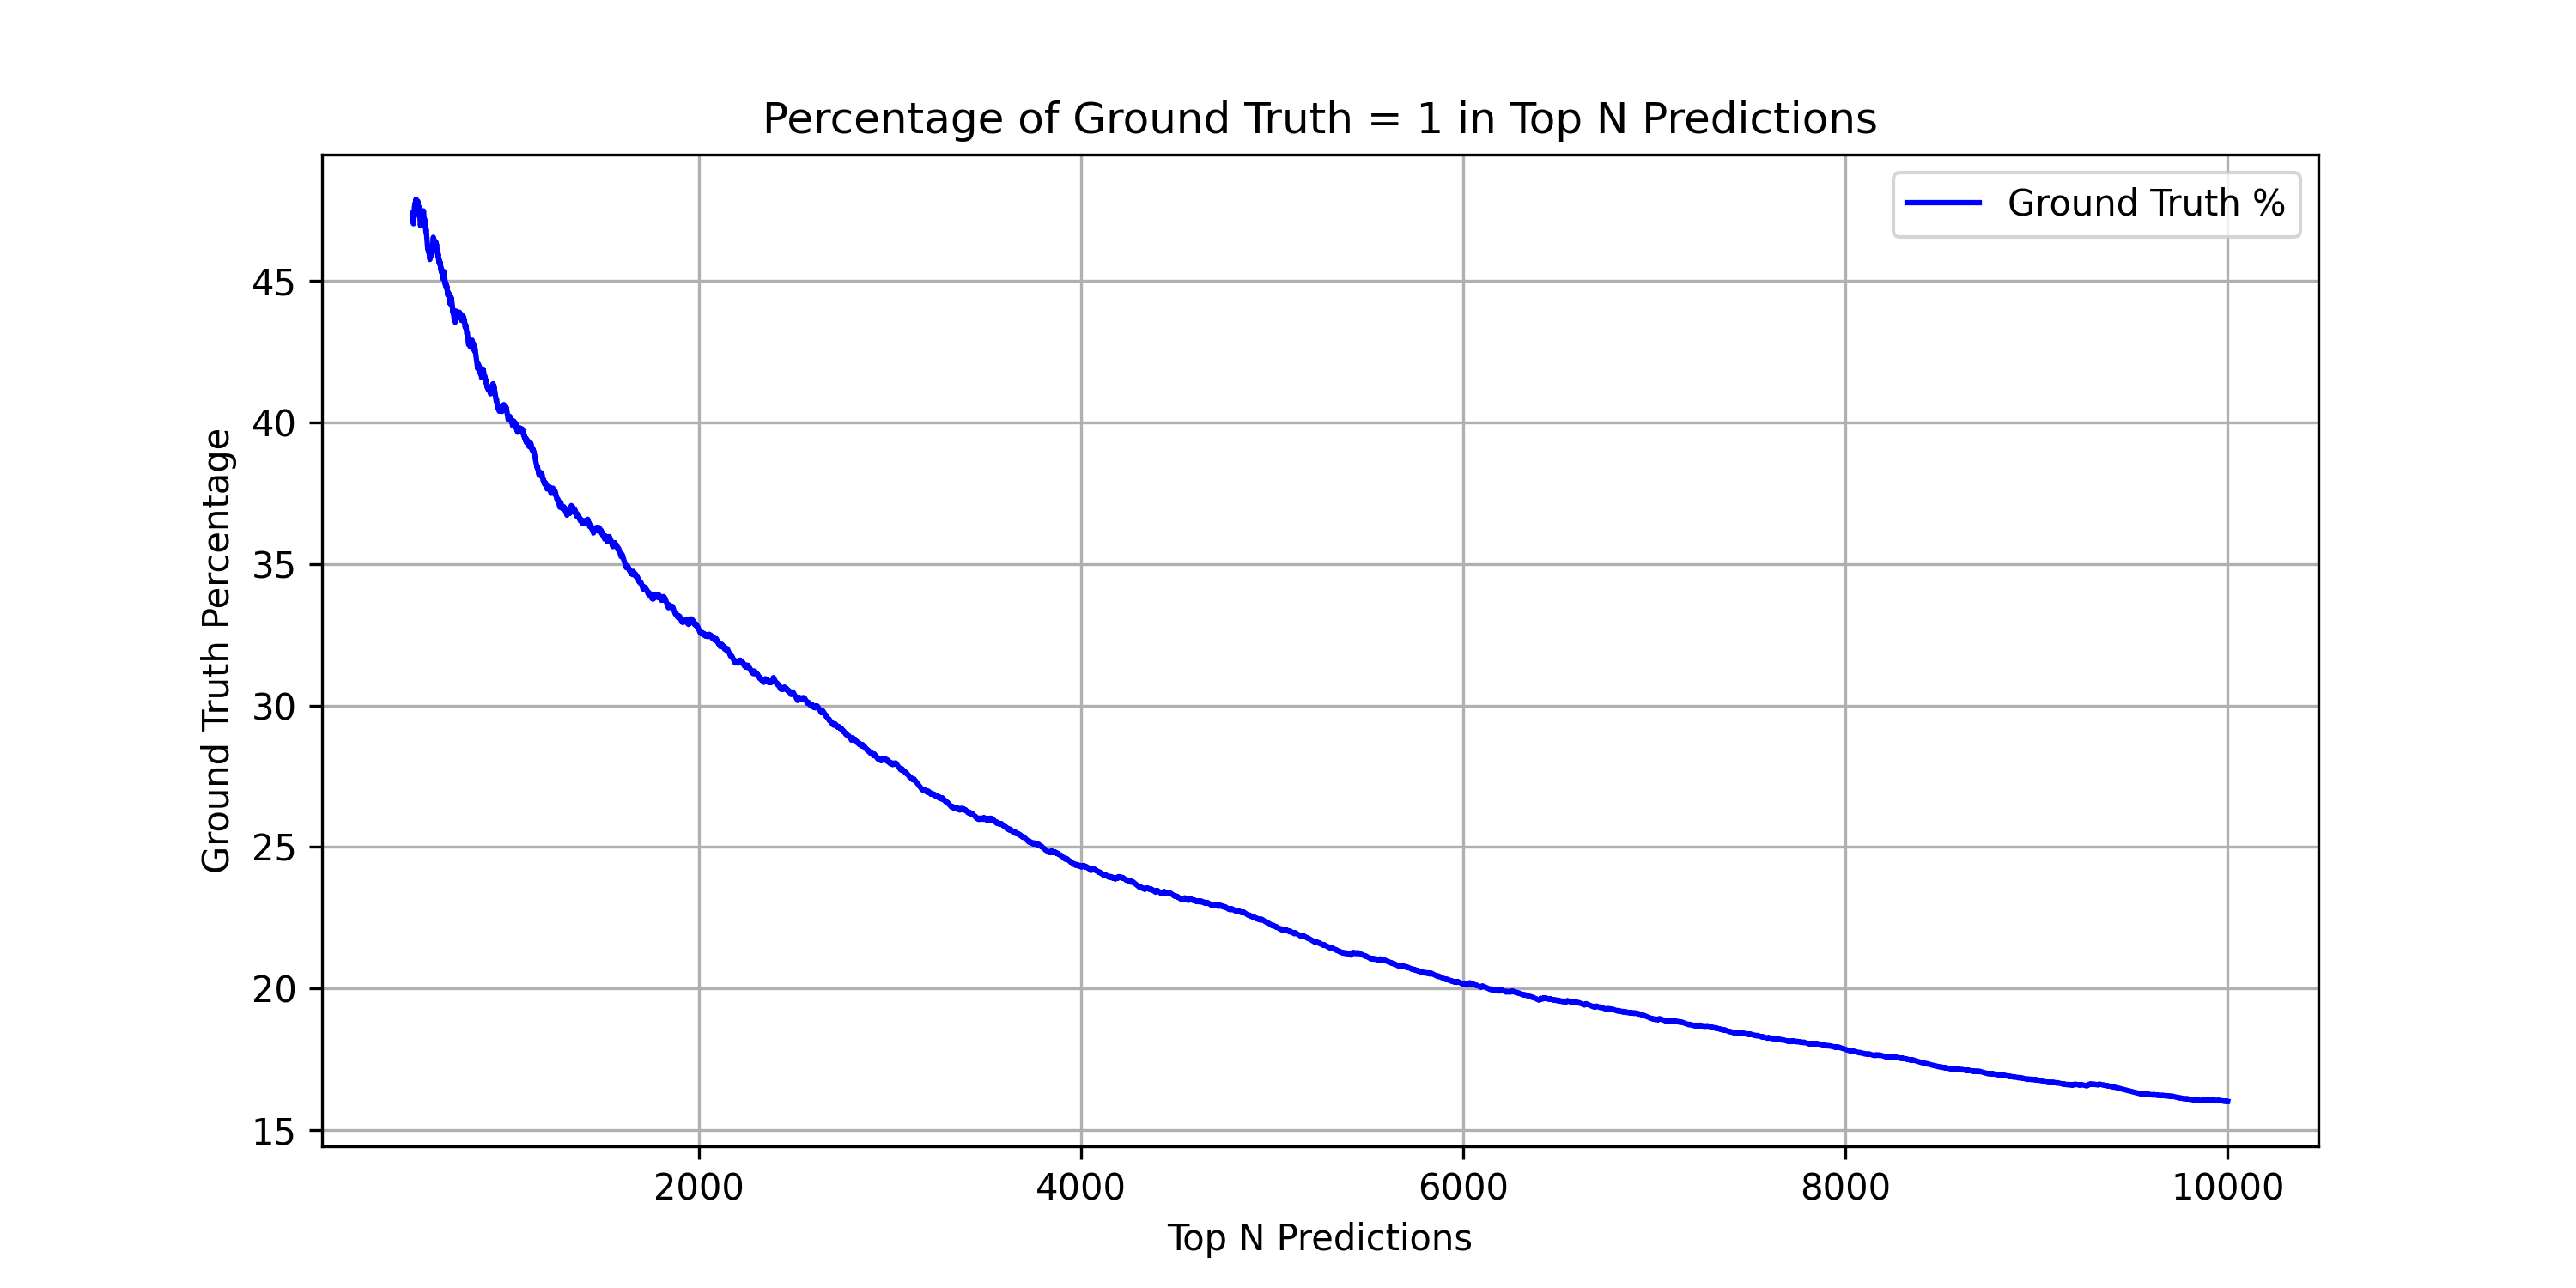 Percentage of Ground Truth = 1 in Top N Predictions
Ground Truth %
Ground Truth Percentage
45
40
35
30
25
20
15
2000 4000 6000 8000 10000
Top N Predictions